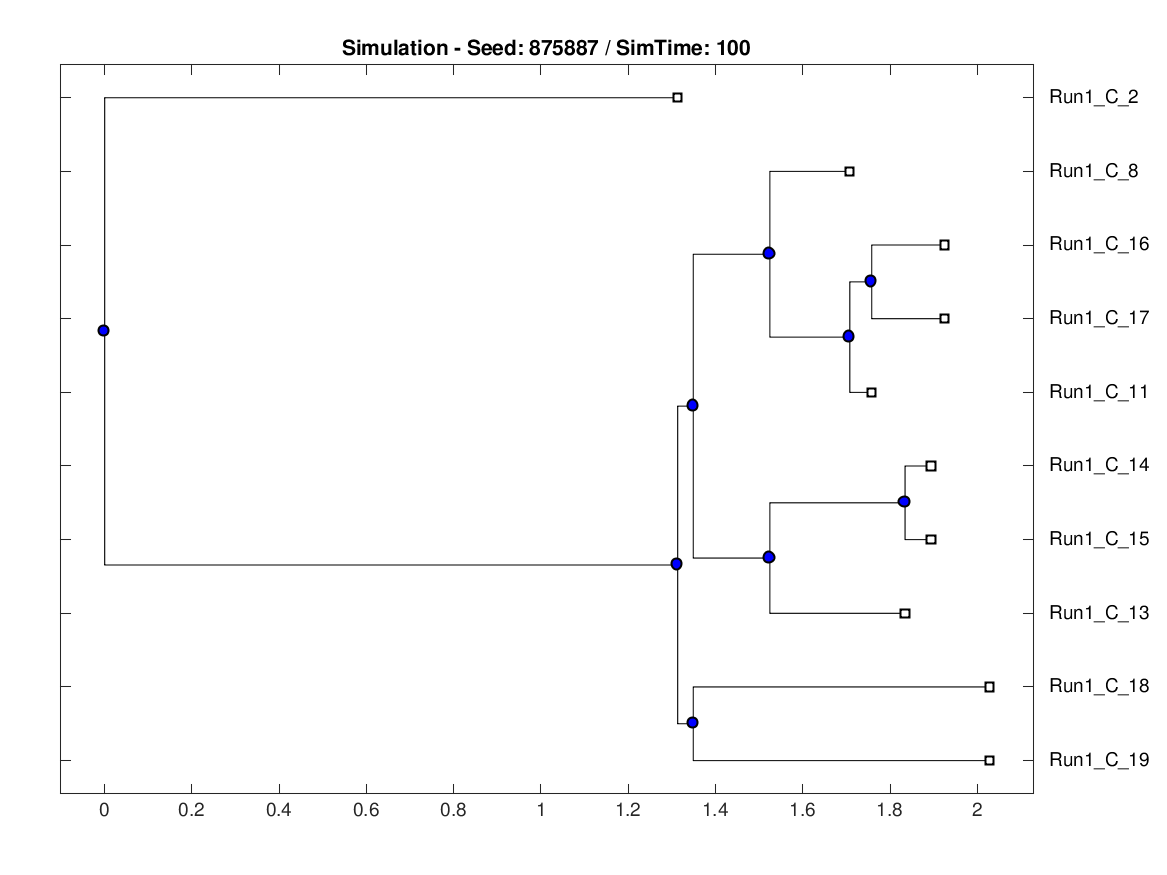 Simulation - Seed: 875887 / SimTime: 100
Run1_C_2
Run1_C_8
Run1_C_16
Run1_C_17
Run1_C_11
Run1_C_14
Run1_C_15
Run1_C_13
Run1_C_18
Run1_C_19
0 0.2 0.4 0.6 0.8 1 1.2 1.4 1.6 1.8 2